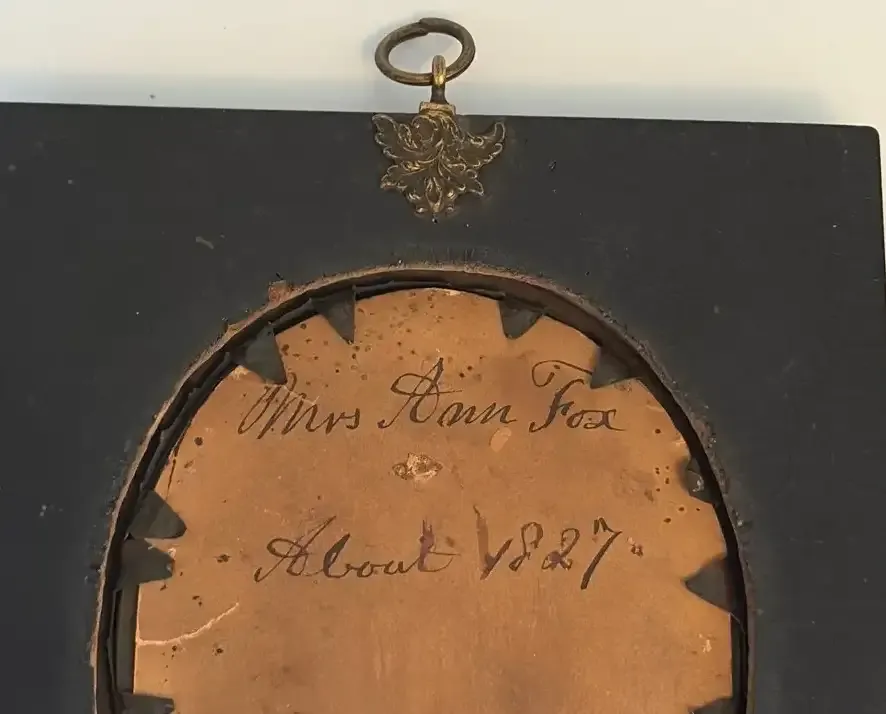 Mrs Ann Fox
About 1827